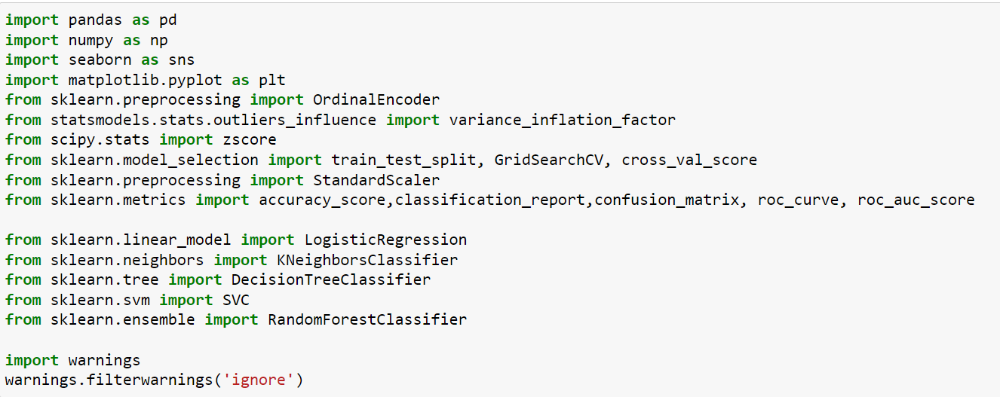 import pandas as pd
import numpy as np
import seaborn as sns
import matplotlib.pyplot as plt
from sklearn.preprocessing import OrdinalEncoder
from statsmodels.stats.outliers_influence import variance_inflation_factor
from scipy.stats import zscore
from sklearn.model_selection import train_test_split, GridSearchCV, cross_val_score
from sklearn.preprocessing import StandardScaler
from sklearn.metrics import accuracy_score,classification_report,confusion_matrix, roc_curve, roc_auc_score
from sklearn.linear_model import LogisticRegression
from sklearn.neighbors import KNeighborsClassifier
from sklearn.tree import DecisionTreeClassifier
from sklearn.svm import SVC
from sklearn.ensemble import RandomForestClassifier
import warnings
warnings.filterwarnings('ignore')